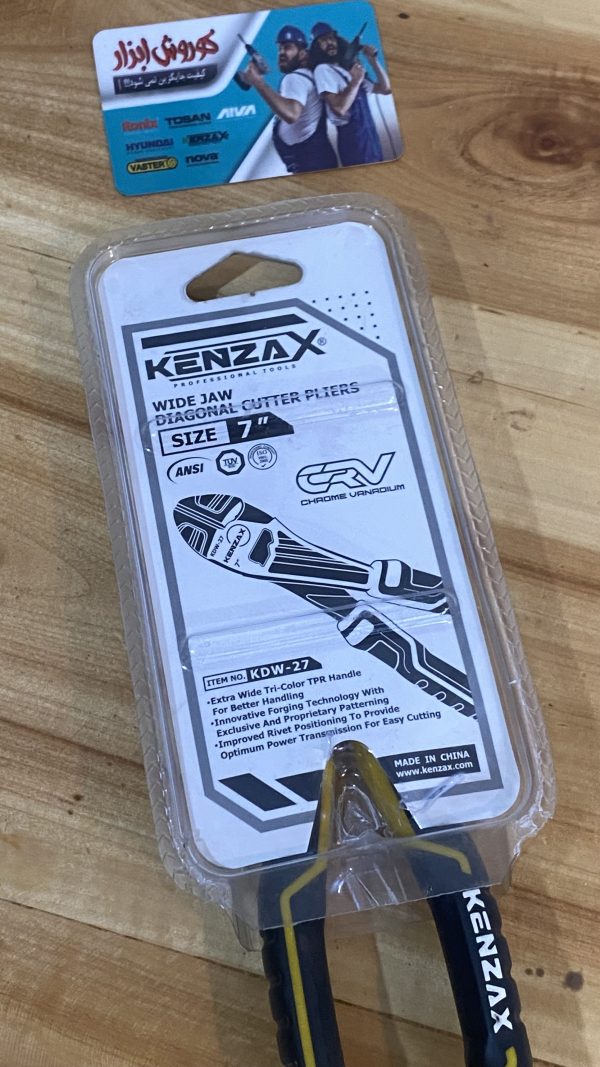 کوروش ابزار
کیفیت جایگزین نمی شود!!!
Ronix TOSAN AIVA
HYUNDAI KENZAX
VASTER nova
KENZAX®
PROFESSIONAL TOOLS
WIDE JAW
DIAGONAL CUTTER PLIERS
SIZE 7"
ANSI TÜV ISO
CRV
CHROME VANADIUM
KDW-27
KENZAX
7"
ITEM NO. KDW-27
•Extra Wide Tri-Color TPR Handle
For Better Handling
•Innovative Forging Technology With
Exclusive And Proprietary Patterning
•Improved Rivet Positioning To Provide
Optimum Power Transmission For Easy Cutting
MADE IN CHINA
www.kenzax.com
KENZAX